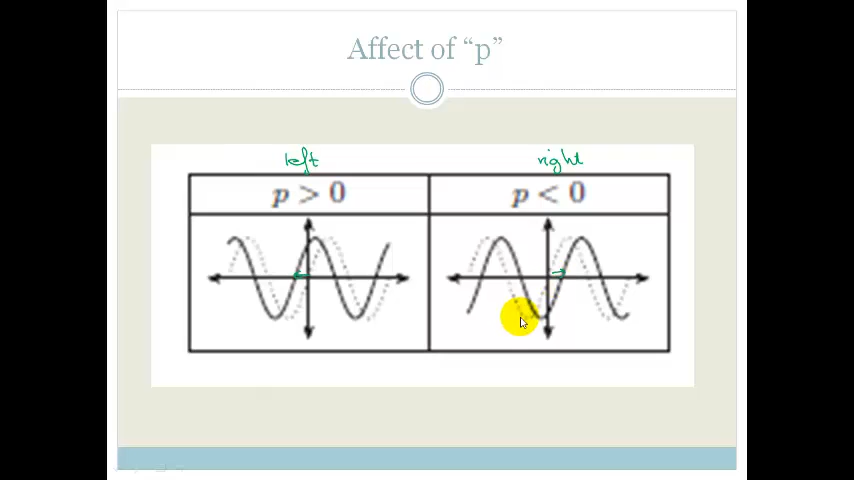 Affect of “p”
left right
p > 0 p < 0